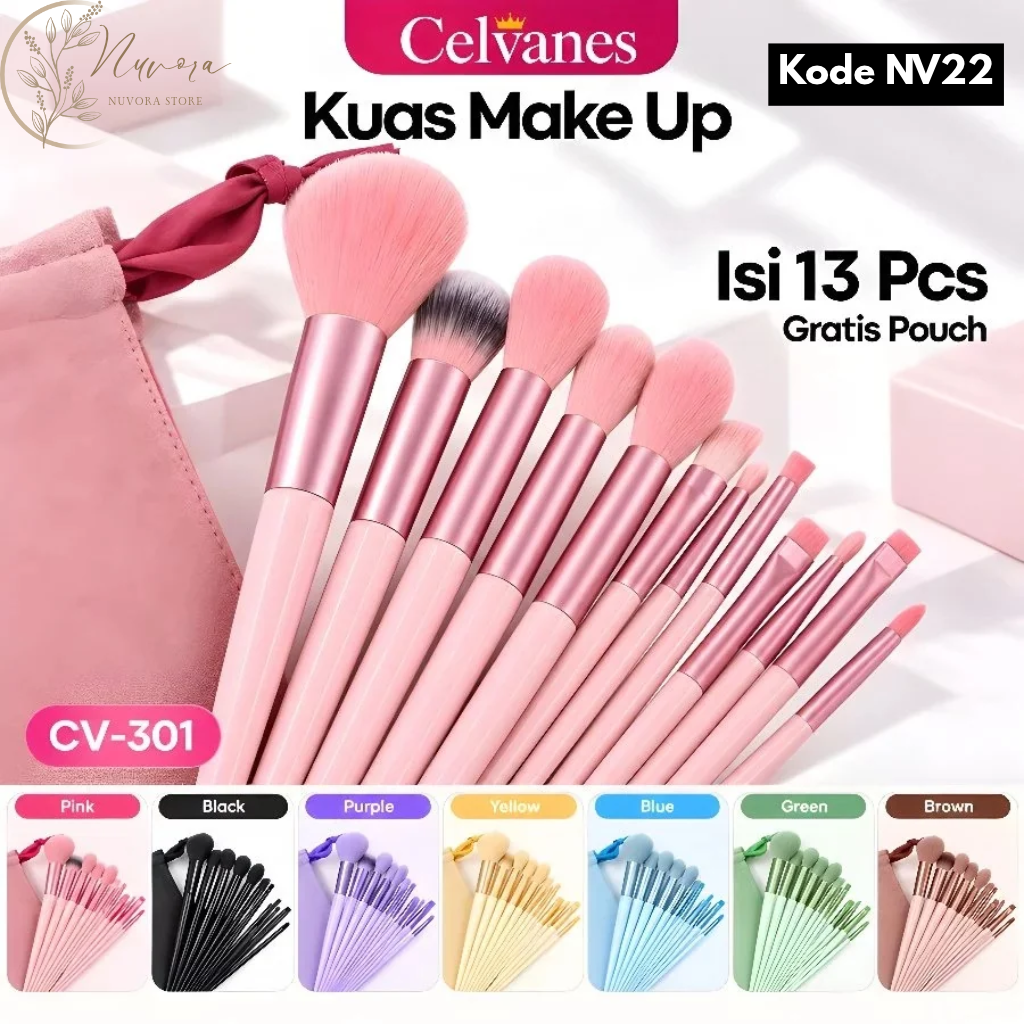 Nuvora
NUVORA STORE
Celvanes
Kode NV22
Kuas Make Up
Isi 13 Pcs
Gratis Pouch
CV-301
Pink
Black
Purple
Yellow
Blue
Green
Brown